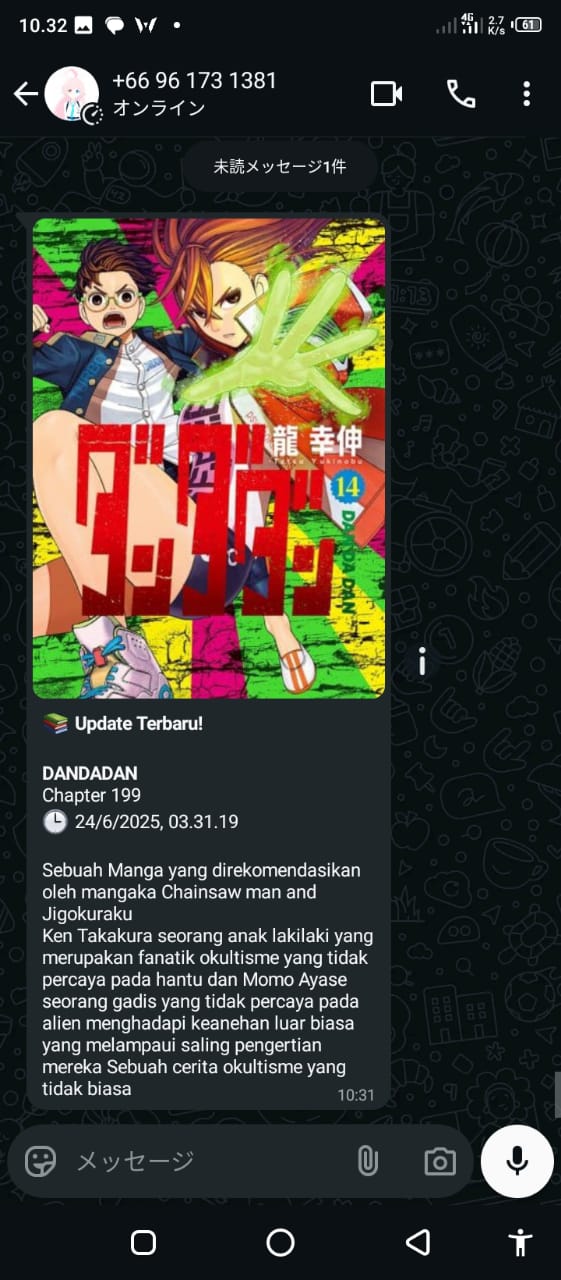 10.32
4G
2.7
K/s
61
+66 96 173 1381
オンライン
未読メッセージ1件
龍 幸伸
Tatsu Yukinobu
14
ダンダダン
DANDADAN
📚 Update Terbaru!
DANDADAN
Chapter 199
🕒 24/6/2025, 03.31.19
Sebuah Manga yang direkomendasikan
oleh mangaka Chainsaw man and
Jigokuraku
Ken Takakura seorang anak lakilaki yang
merupakan fanatik okultisme yang tidak
percaya pada hantu dan Momo Ayase
seorang gadis yang tidak percaya pada
alien menghadapi keanehan luar biasa
yang melampaui saling pengertian
mereka Sebuah cerita okultisme yang
tidak biasa
10:31
メッセージ